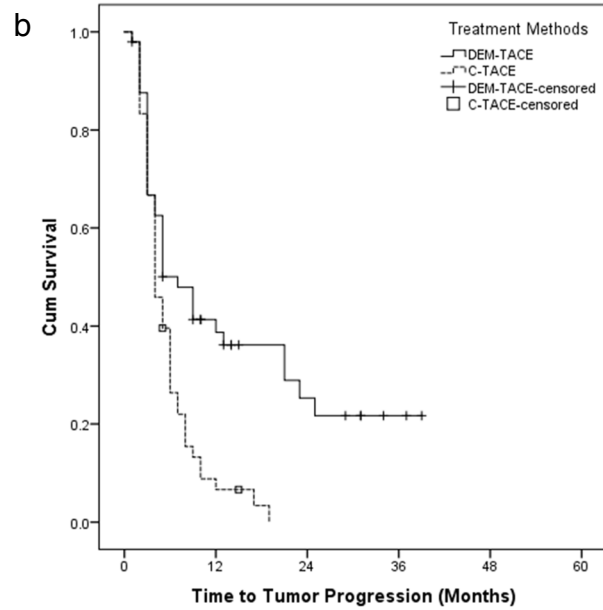 b
Treatment Methods
DEM-TACE
C-TACE
DEM-TACE-censored
C-TACE-censored
Cum Survival
1.0
0.8
0.6
0.4
0.2
0.0
0 12 24 36 48 60
Time to Tumor Progression (Months)